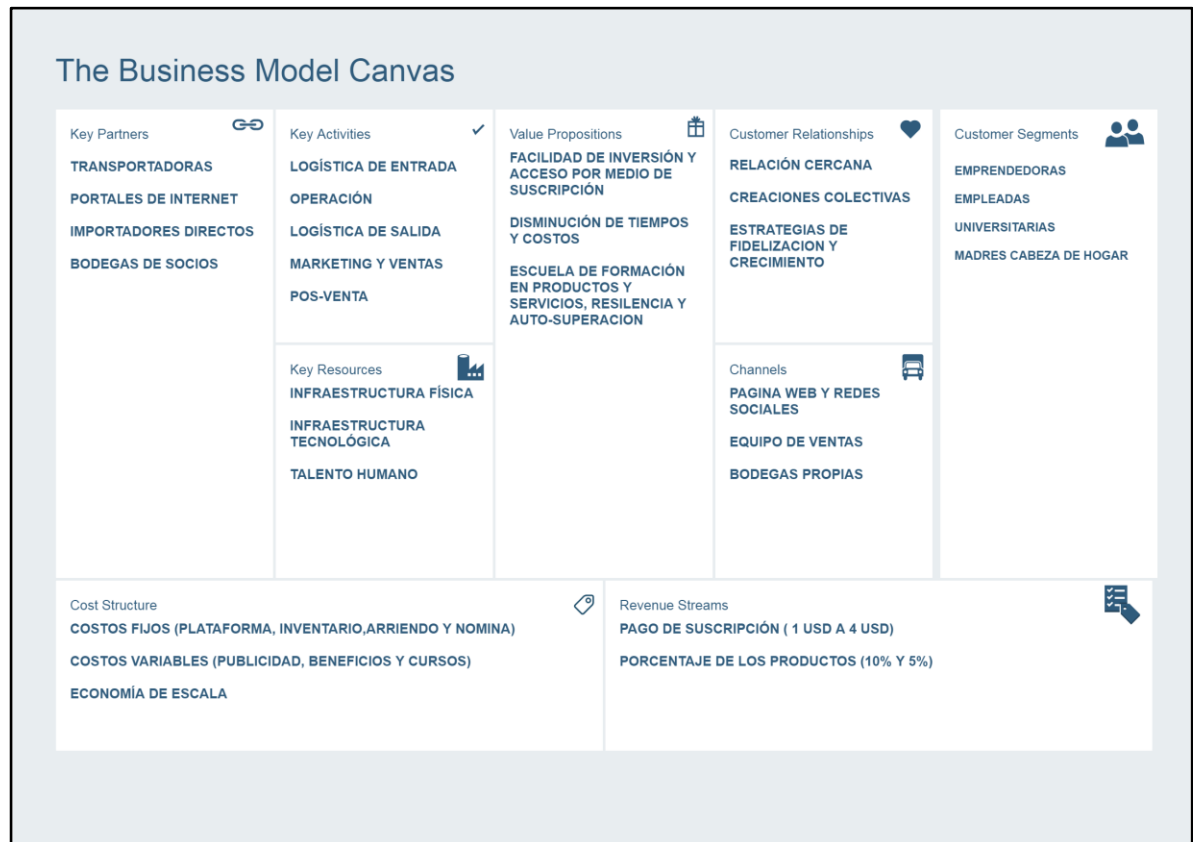 The Business Model Canvas
Key Partners
TRANSPORTADORAS
PORTALES DE INTERNET
IMPORTADORES DIRECTOS
BODEGAS DE SOCIOS
Key Activities
LOGÍSTICA DE ENTRADA
OPERACIÓN
LOGÍSTICA DE SALIDA
MARKETING Y VENTAS
POS-VENTA
Key Resources
INFRAESTRUCTURA FÍSICA
INFRAESTRUCTURA
TECNOLÓGICA
TALENTO HUMANO
Value Propositions
FACILIDAD DE INVERSIÓN Y
ACCESO POR MEDIO DE
SUSCRIPCIÓN
DISMINUCIÓN DE TIEMPOS
Y COSTOS
ESCUELA DE FORMACIÓN
EN PRODUCTOS Y
SERVICIOS, RESILENCIA Y
AUTO-SUPERACION
Customer Relationships
RELACIÓN CERCANA
CREACIONES COLECTIVAS
ESTRATEGIAS DE
FIDELIZACION Y
CRECIMIENTO
Channels
PAGINA WEB Y REDES
SOCIALES
EQUIPO DE VENTAS
BODEGAS PROPIAS
Customer Segments
EMPRENDEDORAS
EMPLEADAS
UNIVERSITARIAS
MADRES CABEZA DE HOGAR
Cost Structure
COSTOS FIJOS (PLATAFORMA, INVENTARIO,ARRIENDO Y NOMINA)
COSTOS VARIABLES (PUBLICIDAD, BENEFICIOS Y CURSOS)
ECONOMÍA DE ESCALA
Revenue Streams
PAGO DE SUSCRIPCIÓN ( 1 USD A 4 USD)
PORCENTAJE DE LOS PRODUCTOS (10% Y 5%)